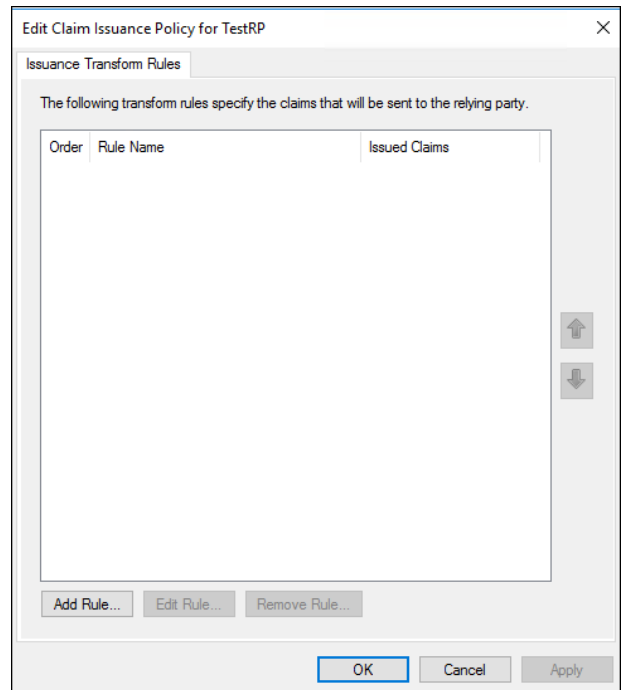 Edit Claim Issuance Policy for TestRP
Issuance Transform Rules
The following transform rules specify the claims that will be sent to the relying party.
Order Rule Name Issued Claims
Add Rule... Edit Rule... Remove Rule...
OK Cancel Apply